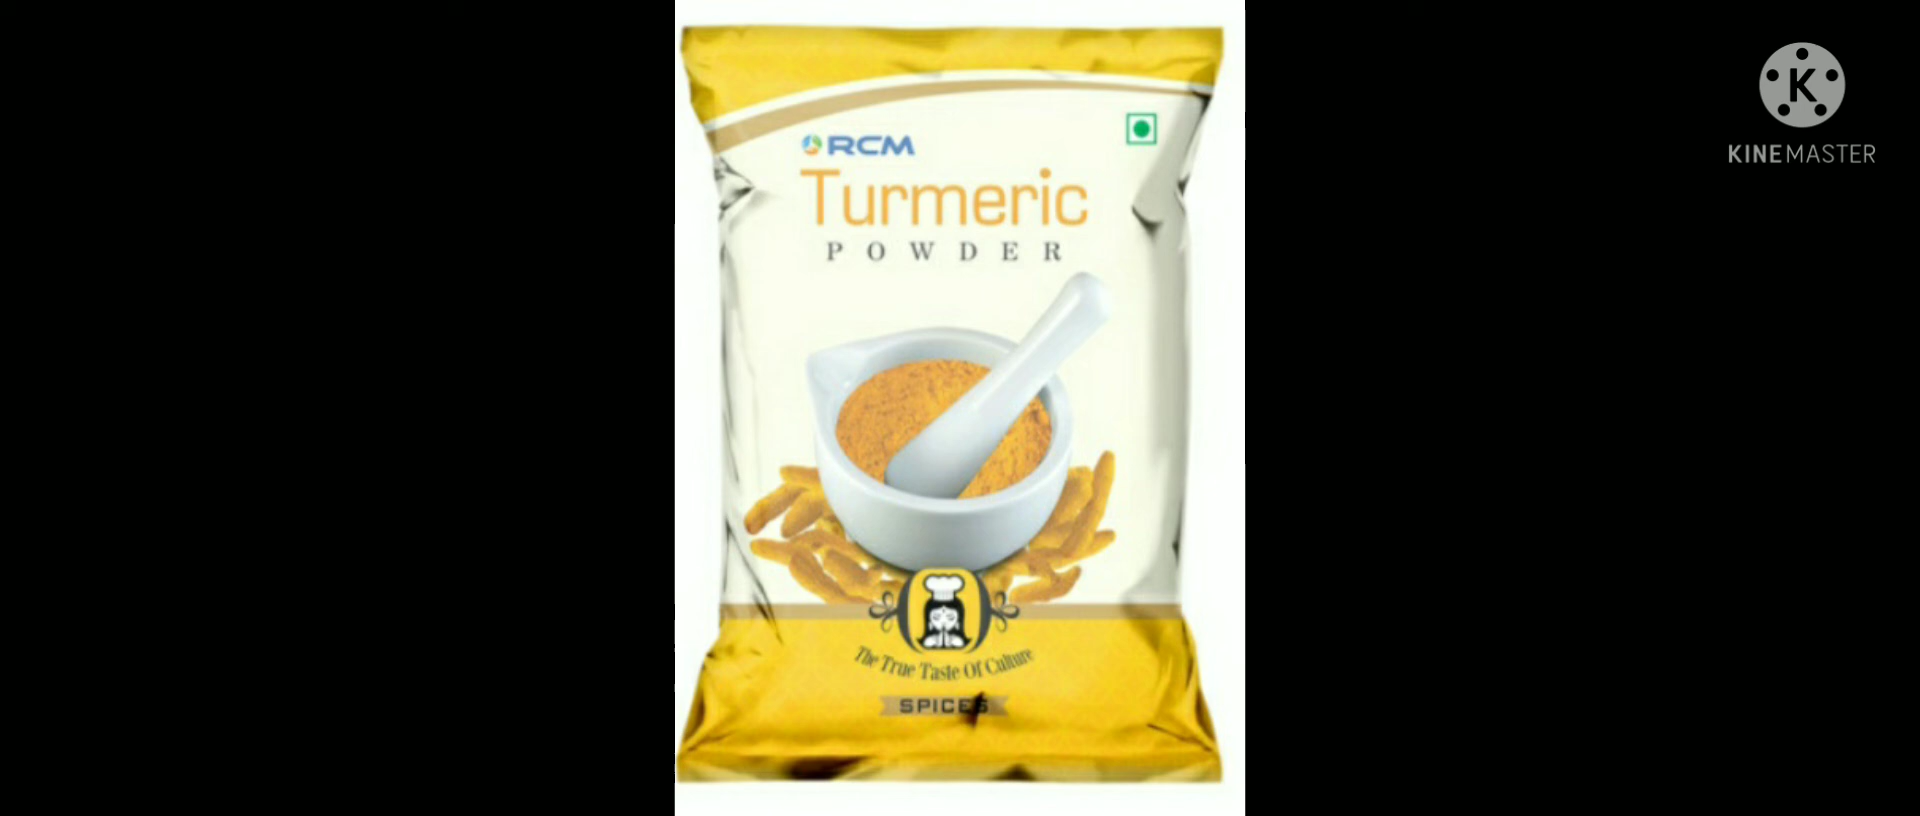 RCM
Turmeric
POWDER
The True Taste Of Culture
SPICES
K
KINEMASTER